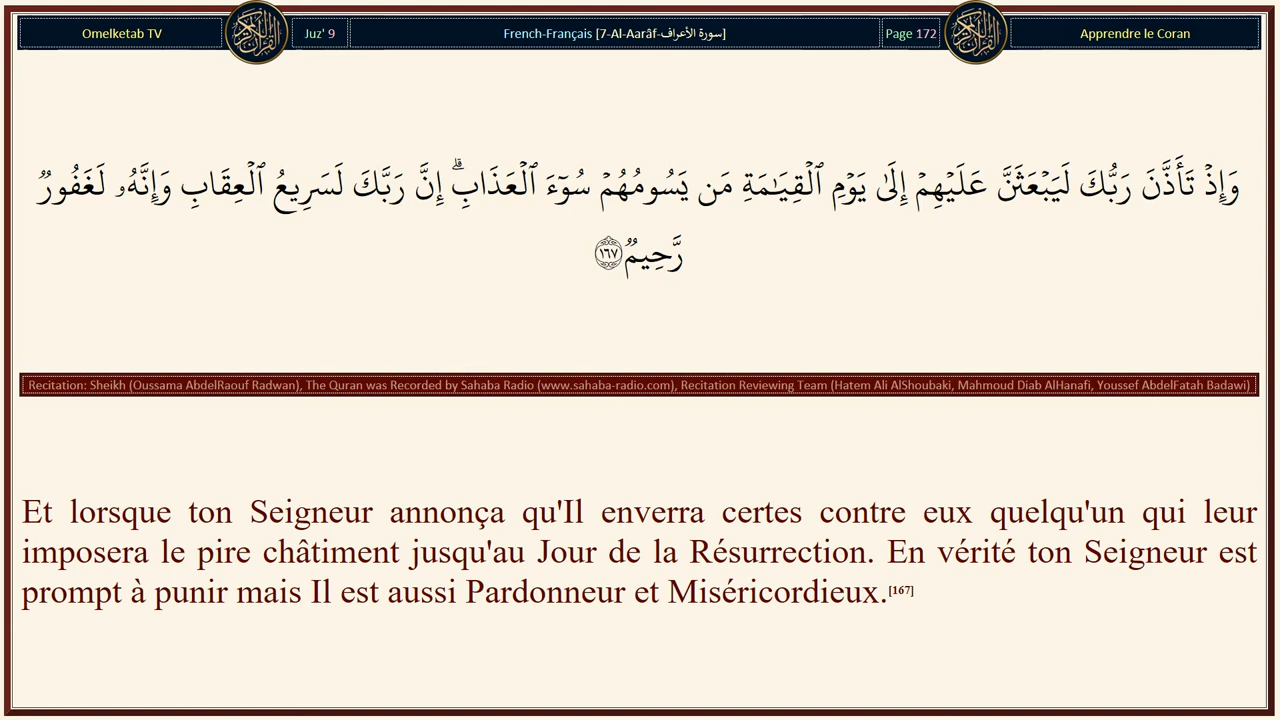 Omelketab TV
Juz' 9
French-Français [7-Al-Aarâf-سورة الأعراف]
Page 172
Apprendre le Coran
وَإِذْ تَأَذَّنَ رَبُّكَ لَيَبْعَثَنَّ عَلَيْهِمْ إِلَىٰ يَوْمِ ٱلْقِيَـٰمَةِ مَن يَسُومُهُمْ سُوٓءَ ٱلْعَذَابِ ۗ إِنَّ رَبَّكَ لَسَرِيعُ ٱلْعِقَابِ وَإِنَّهُۥ لَغَفُورٌ
رَّحِيمٌ ١٦٧
Recitation: Sheikh (Oussama AbdelRaouf Radwan), The Quran was Recorded by Sahaba Radio (www.sahaba-radio.com), Recitation Reviewing Team (Hatem Ali AlShoubaki, Mahmoud Diab AlHanafi, Youssef AbdelFatah Badawi)
Et lorsque ton Seigneur annonça qu'Il enverra certes contre eux quelqu'un qui leur
imposera le pire châtiment jusqu'au Jour de la Résurrection. En vérité ton Seigneur est
prompt à punir mais Il est aussi Pardonneur et Miséricordieux.[167]